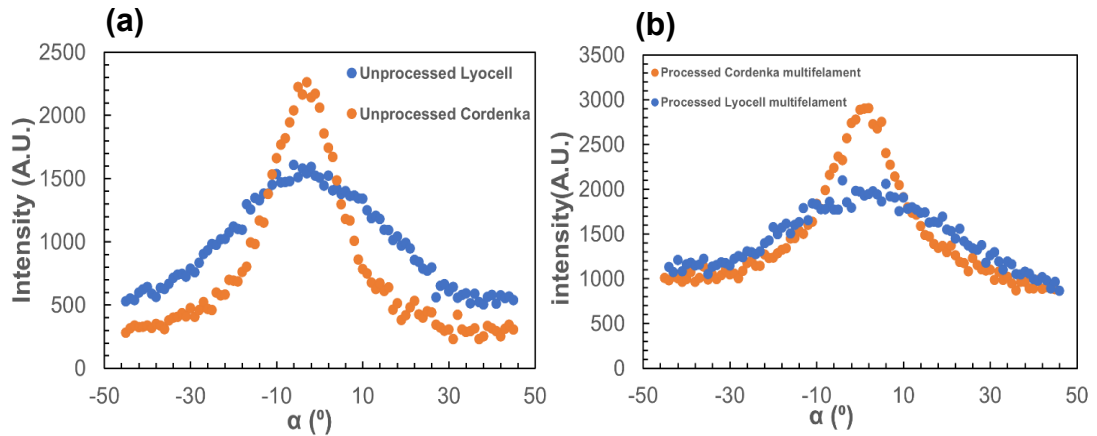 (a)
(b)
2500
2000
1500
1000
500
0
Intensity (A.U.)
Unprocessed Lyocell
Unprocessed Cordenka
-50
-30
-10
10
30
50
α (º)
3500
3000
2500
2000
1500
1000
500
0
intensity(A.U.)
Processed Cordenka multifelament
Processed Lyocell multifelament
-50
-30
-10
10
30
50
α (º)